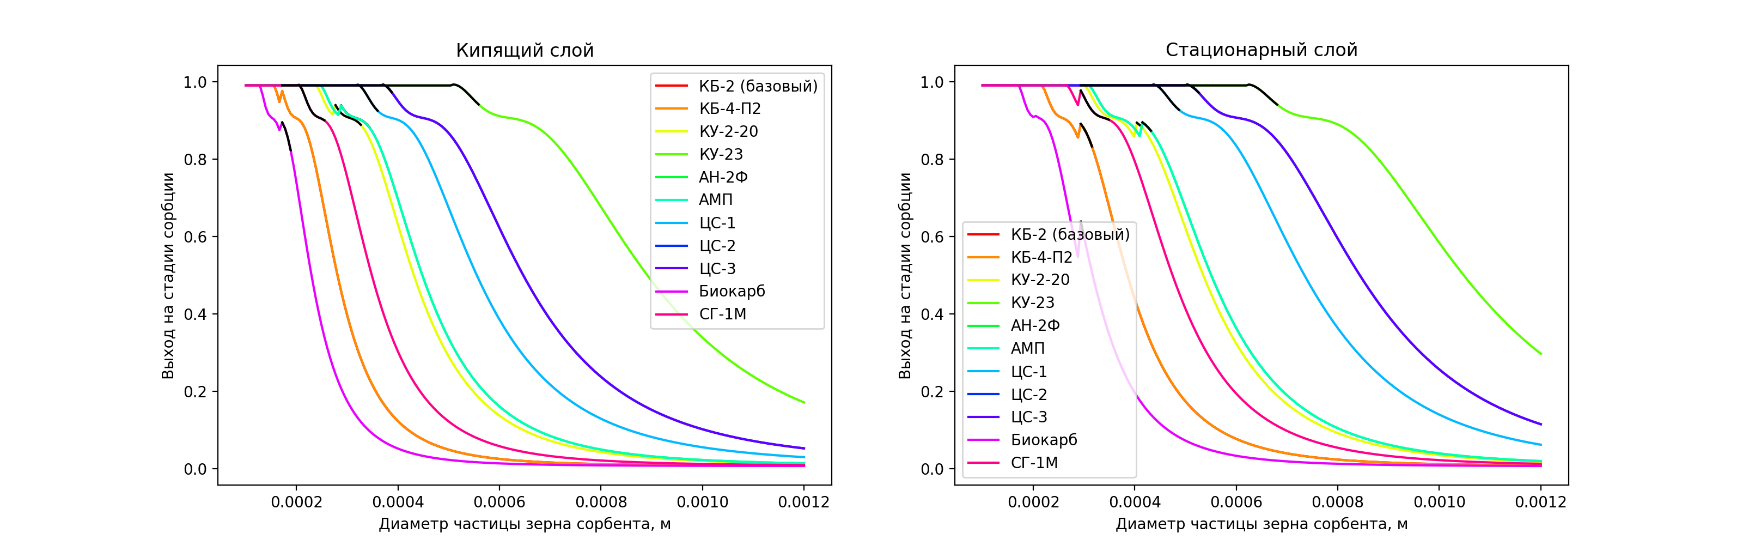 Кипящий слой
Выход на стадии сорбции
1.0
0.8
0.6
0.4
0.2
0.0
КБ-2 (базовый)
КБ-4-П2
КУ-2-20
КУ-23
АН-2Ф
АМП
ЦС-1
ЦС-2
ЦС-3
Биокарб
СГ-1М
0.0002 0.0004 0.0006 0.0008 0.0010 0.0012
Диаметр частицы зерна сорбента, м
Стационарный слой
Выход на стадии сорбции
1.0
0.8
0.6
0.4
0.2
0.0
КБ-2 (базовый)
КБ-4-П2
КУ-2-20
КУ-23
АН-2Ф
АМП
ЦС-1
ЦС-2
ЦС-3
Биокарб
СГ-1М
0.0002 0.0004 0.0006 0.0008 0.0010 0.0012
Диаметр частицы зерна сорбента, м